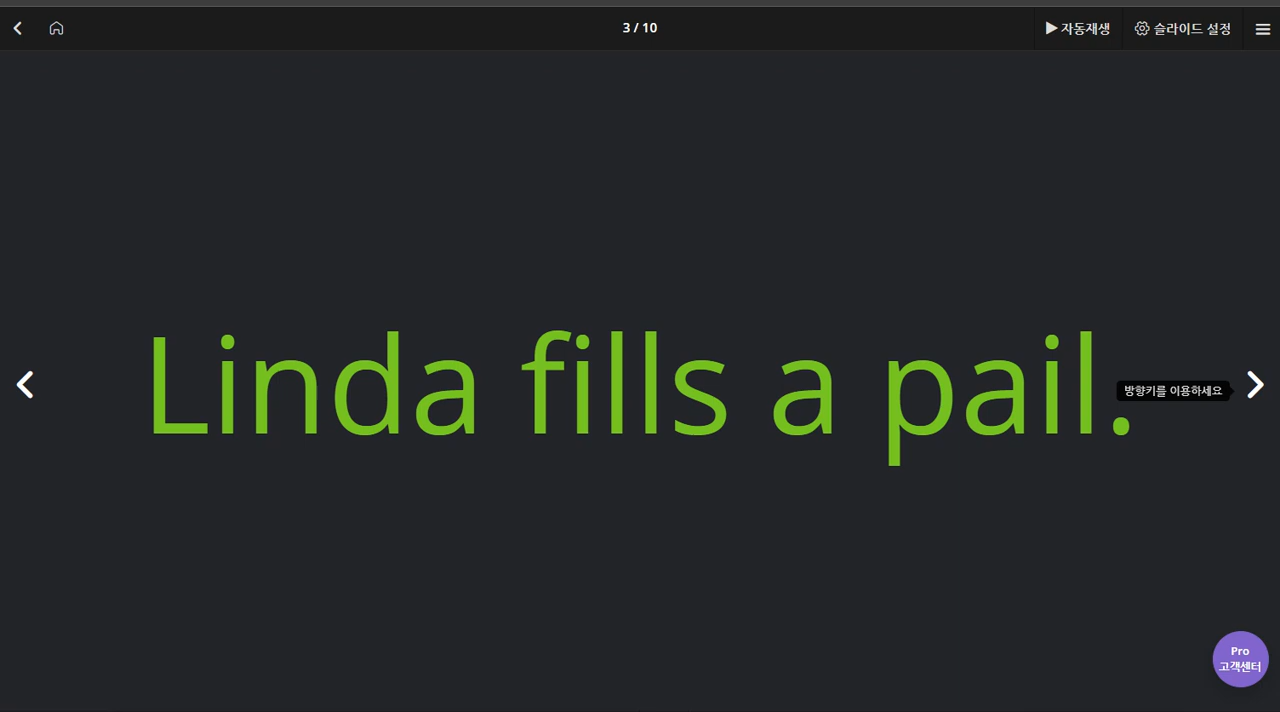 3 / 10
자동재생
슬라이드 설정
Linda fills a pail.
방향키를 이용하세요
Pro
고객센터